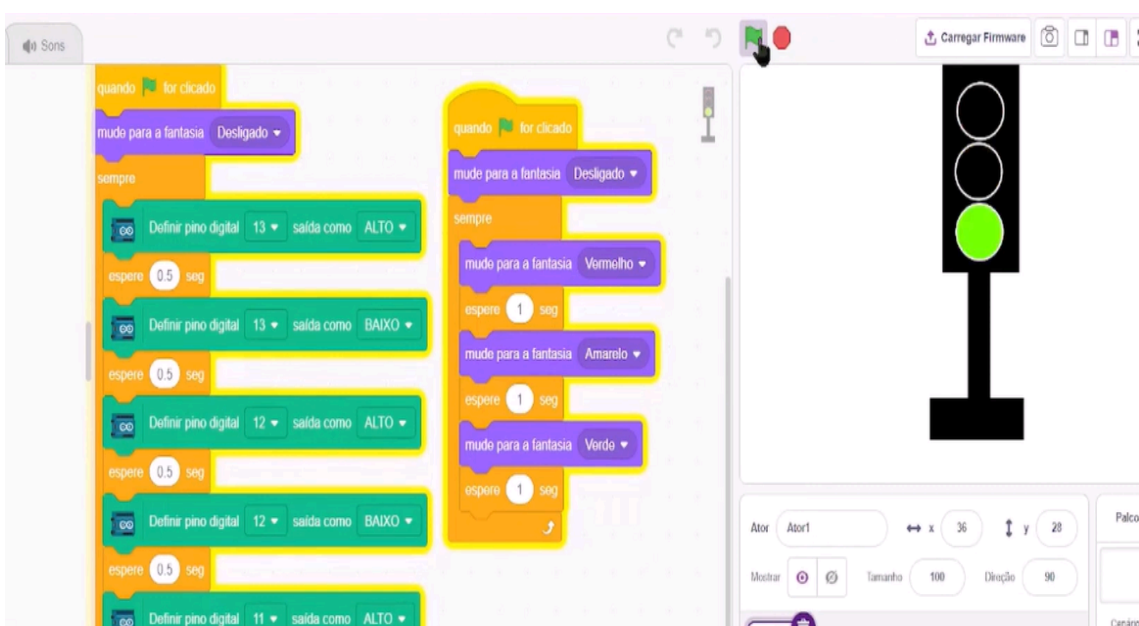 Sons
Carregar Firmware
quando for clicado
mude para a fantasia Desligado
sempre
Definir pino digital 13 saída como ALTO
espere 0.5 seg
Definir pino digital 13 saída como BAIXO
espere 0.5 seg
Definir pino digital 12 saída como ALTO
espere 0.5 seg
Definir pino digital 12 saída como BAIXO
espere 0.5 seg
Definir pino digital 11 saída como ALTO
quando for clicado
mude para a fantasia Desligado
sempre
mude para a fantasia Vermelho
espere 1 seg
mude para a fantasia Amarelo
espere 1 seg
mude para a fantasia Verde
espere 1 seg
Ator Ator1 x 36 y 28
Mostrar Tamanho 100 Direção 90
Palco
Cenário